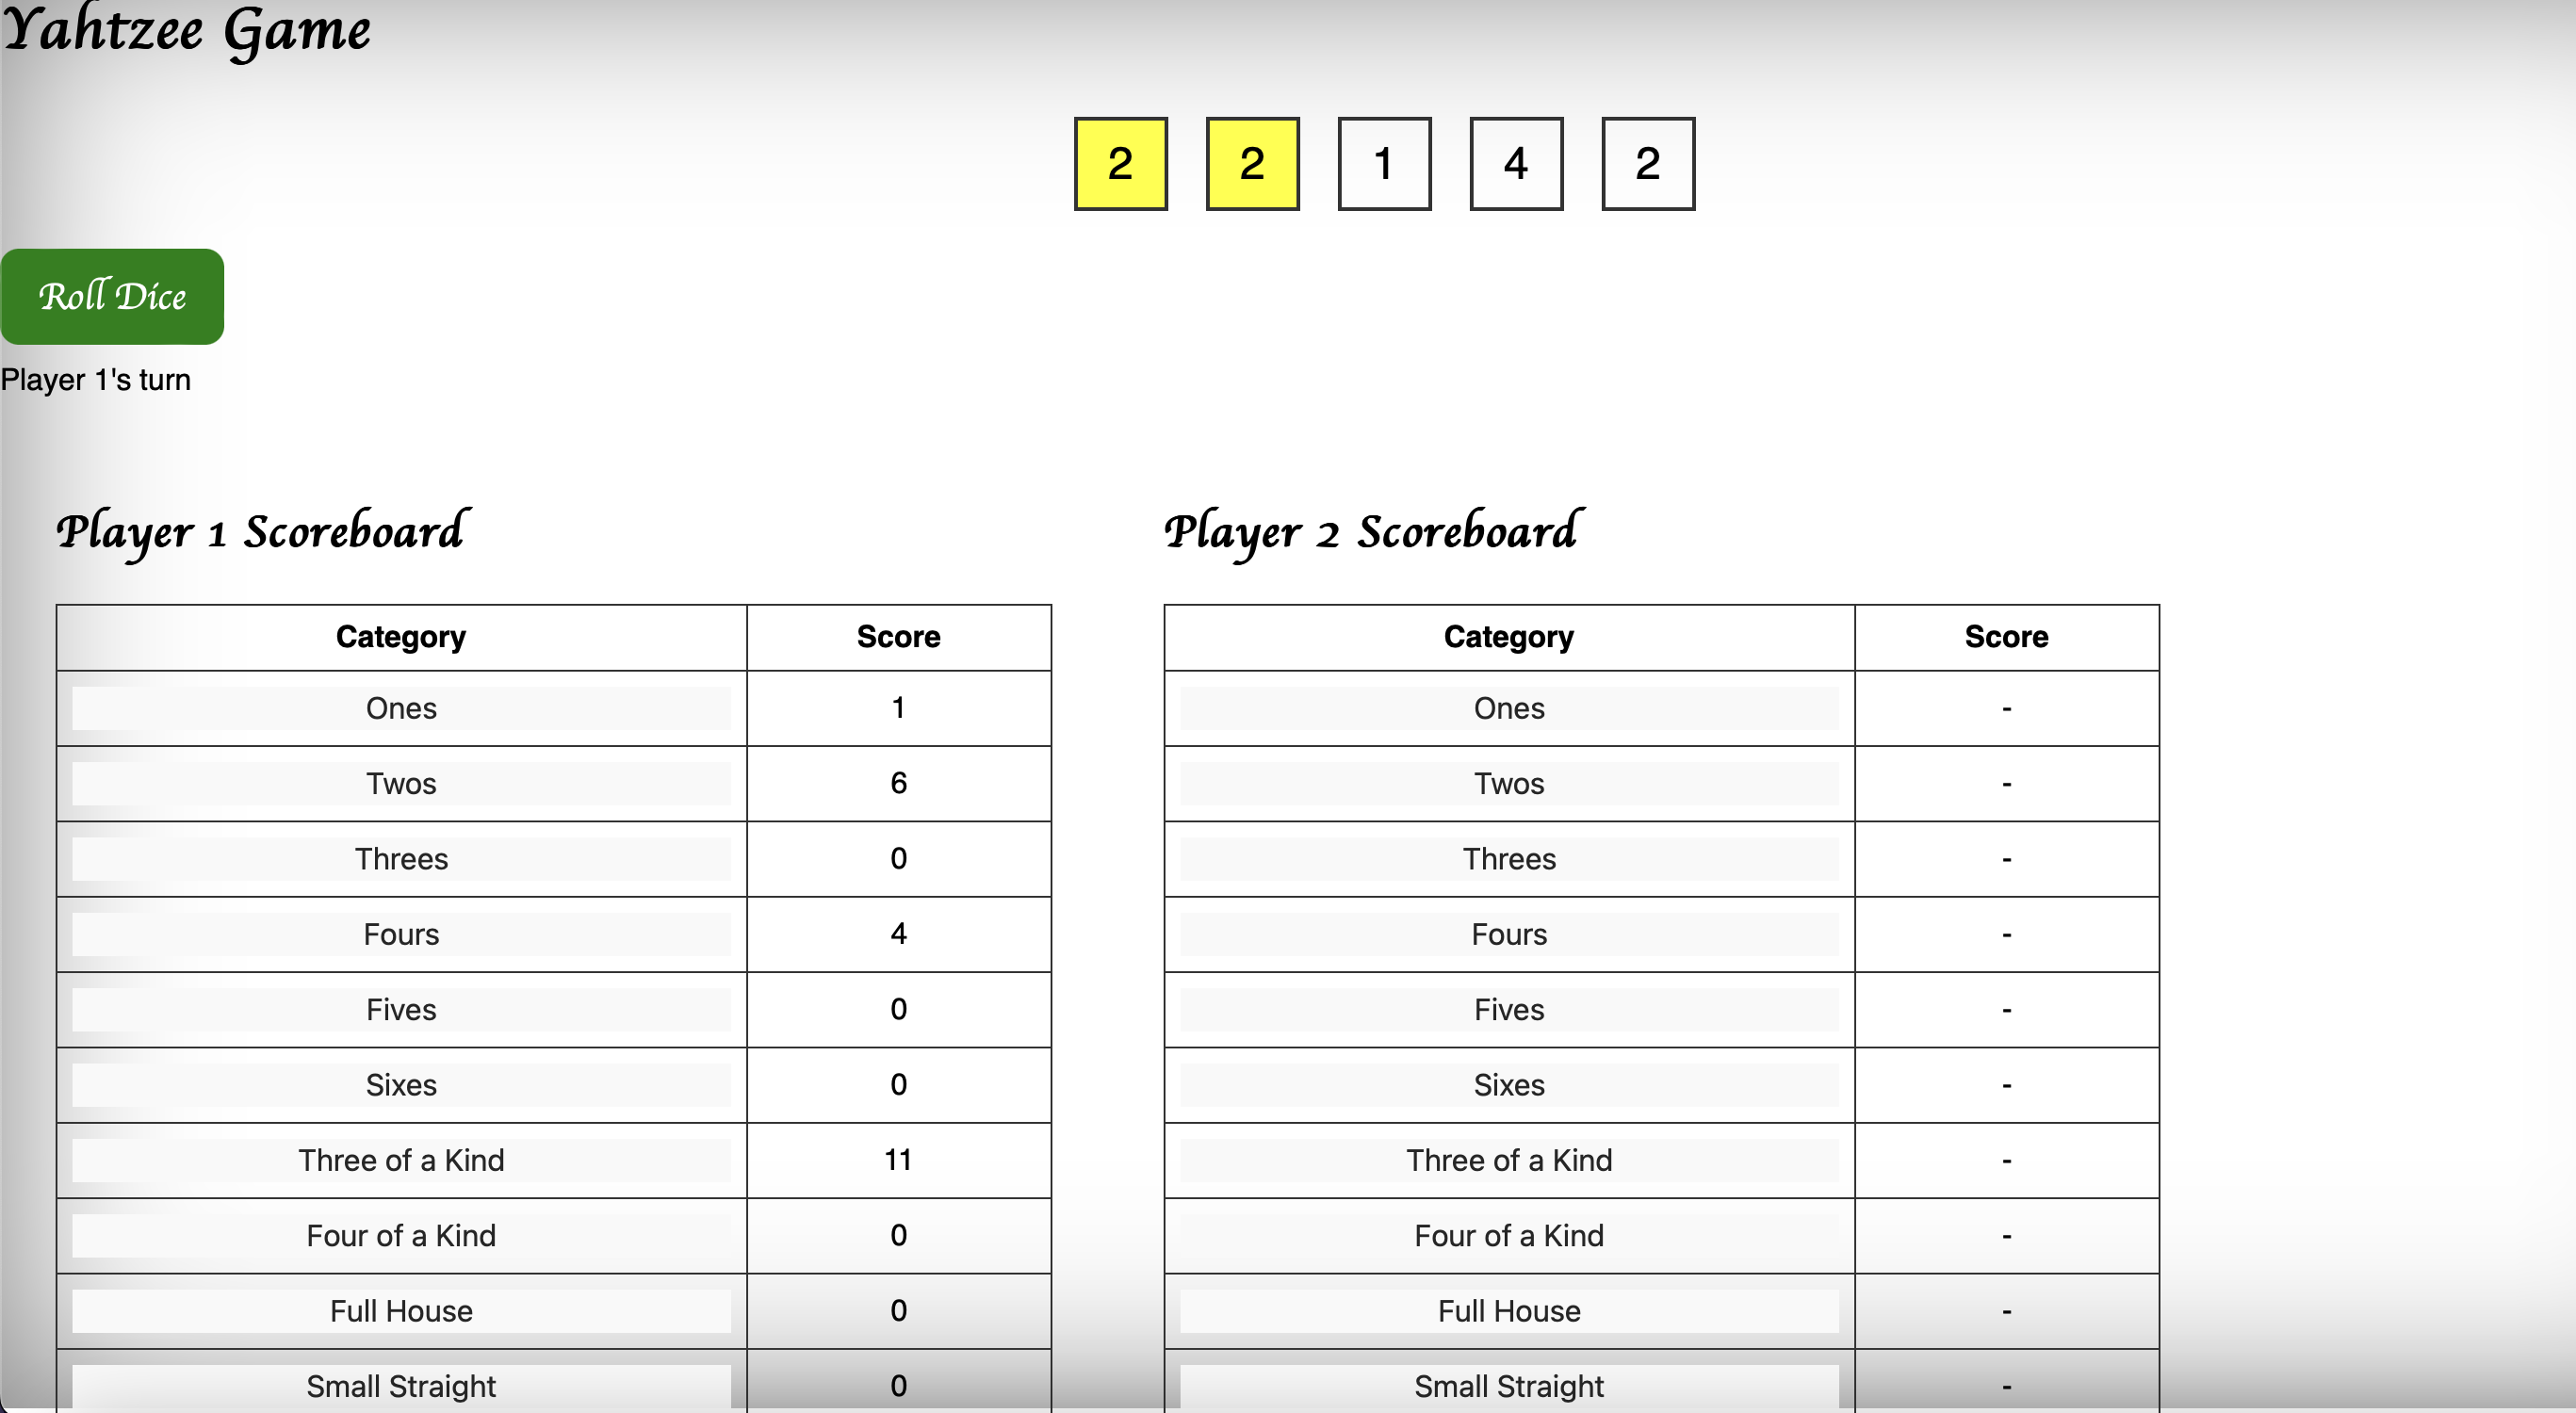 Yahtzee Game
2 2 1 4 2
Roll Dice
Player 1's turn
Player 1 Scoreboard
Category Score
Ones 1
Twos 6
Threes 0
Fours 4
Fives 0
Sixes 0
Three of a Kind 11
Four of a Kind 0
Full House 0
Small Straight 0
Player 2 Scoreboard
Category Score
Ones -
Twos -
Threes -
Fours -
Fives -
Sixes -
Three of a Kind -
Four of a Kind -
Full House -
Small Straight -